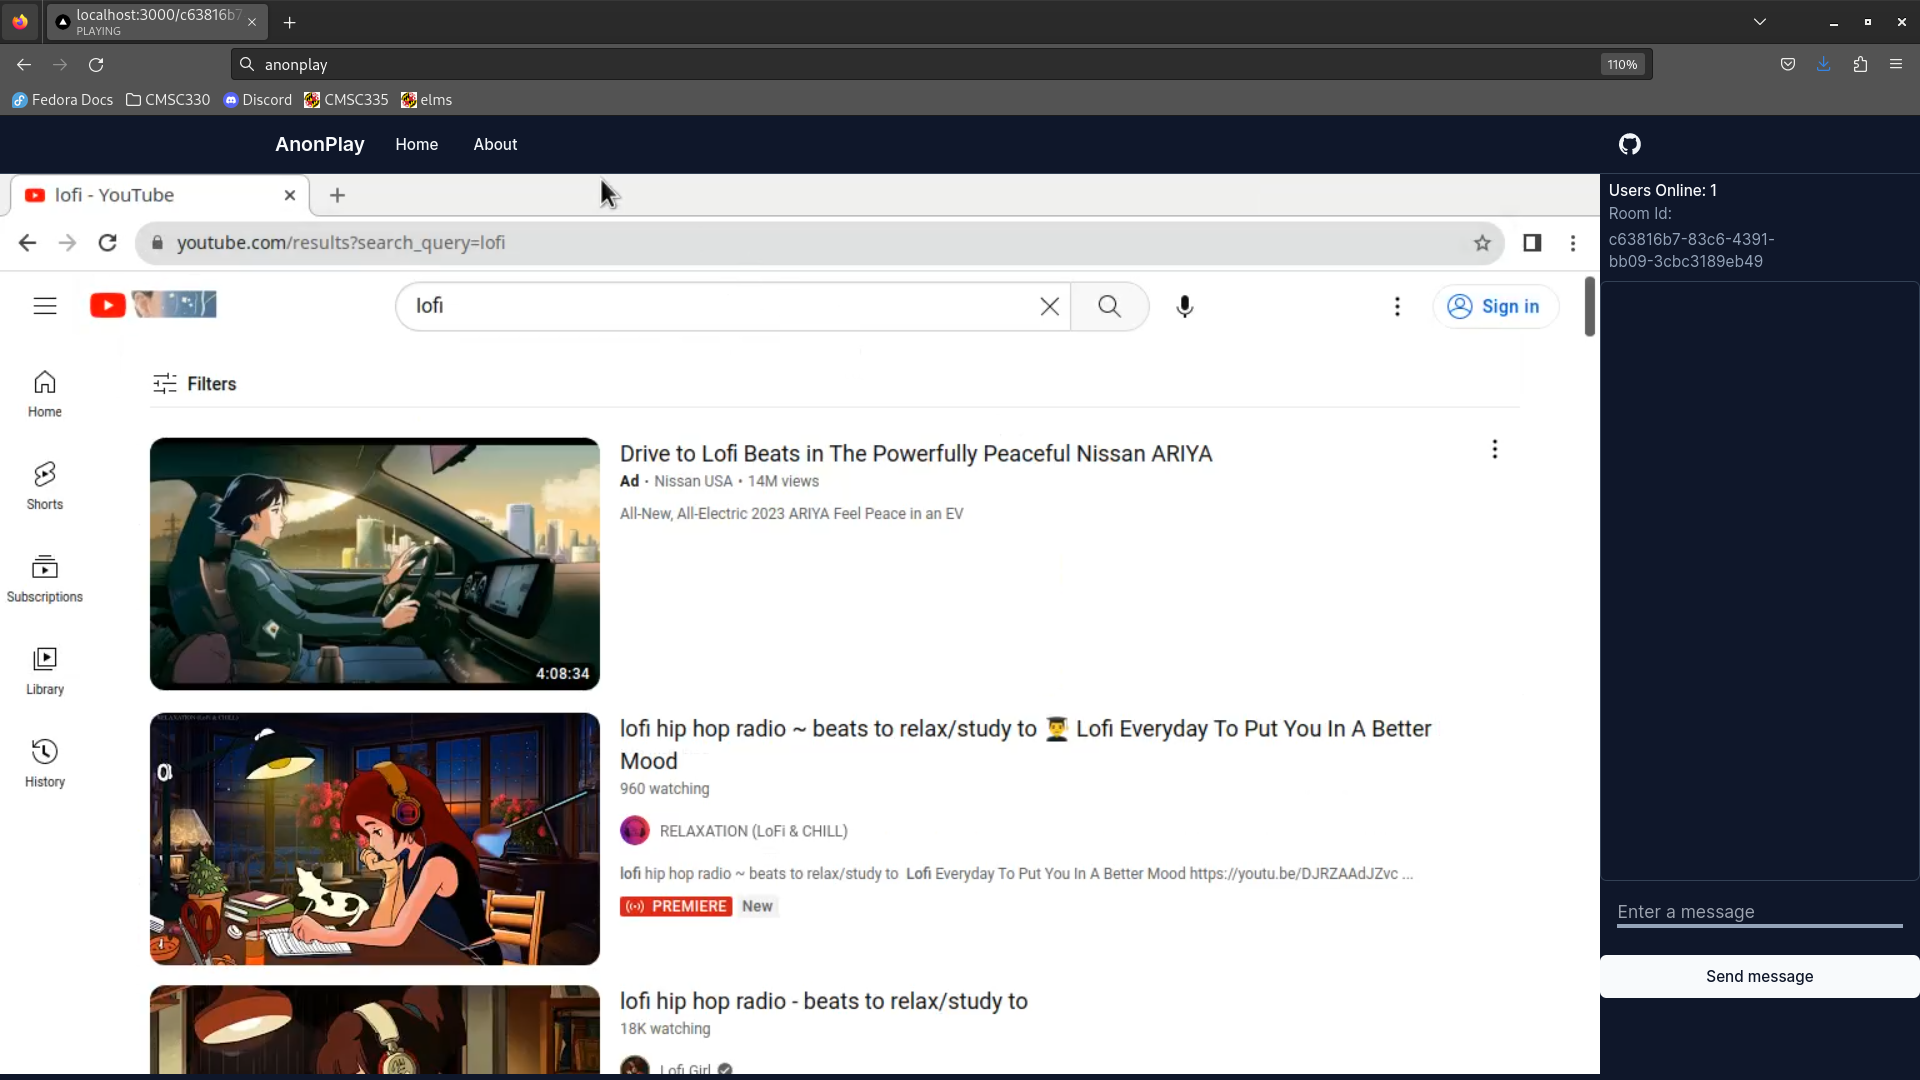 localhost:3000/c63816b7
PLAYING
anonplay
110%
Fedora Docs CMSC330 Discord CMSC335 elms
AnonPlay Home About
lofi - YouTube
youtube.com/results?search_query=lofi
lofi
Sign in
Filters
Home
Shorts
Subscriptions
Library
History
4:08:34
Drive to Lofi Beats in The Powerfully Peaceful Nissan ARIYA
Ad · Nissan USA • 14M views
All-New, All-Electric 2023 ARIYA Feel Peace in an EV
RELAXATION (LoFi & CHILL)
lofi hip hop radio ~ beats to relax/study to 👨‍🎓 Lofi Everyday To Put You In A Better
Mood
960 watching
RELAXATION (LoFi & CHILL)
lofi hip hop radio ~ beats to relax/study to Lofi Everyday To Put You In A Better Mood https://youtu.be/DJRZAAdJZvc ...
PREMIERE New
lofi hip hop radio - beats to relax/study to
18K watching
Lofi Girl
Users Online: 1
Room Id:
c63816b7-83c6-4391-
bb09-3cbc3189eb49
Enter a message
Send message